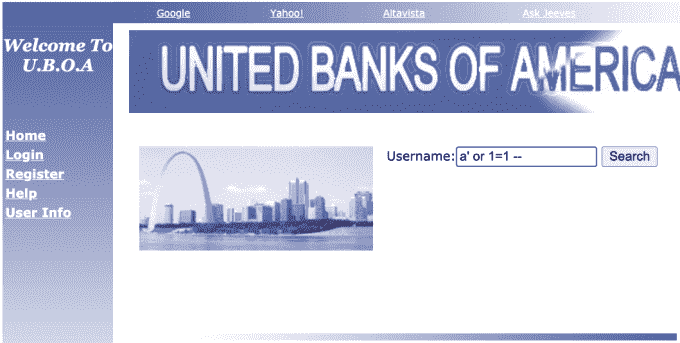 Google Yahoo! Altavista Ask Jeeves
Welcome To
U.B.O.A
UNITED BANKS OF AMERICA
Home
Login
Register
Help
User Info
Username: a' or 1=1 -- Search